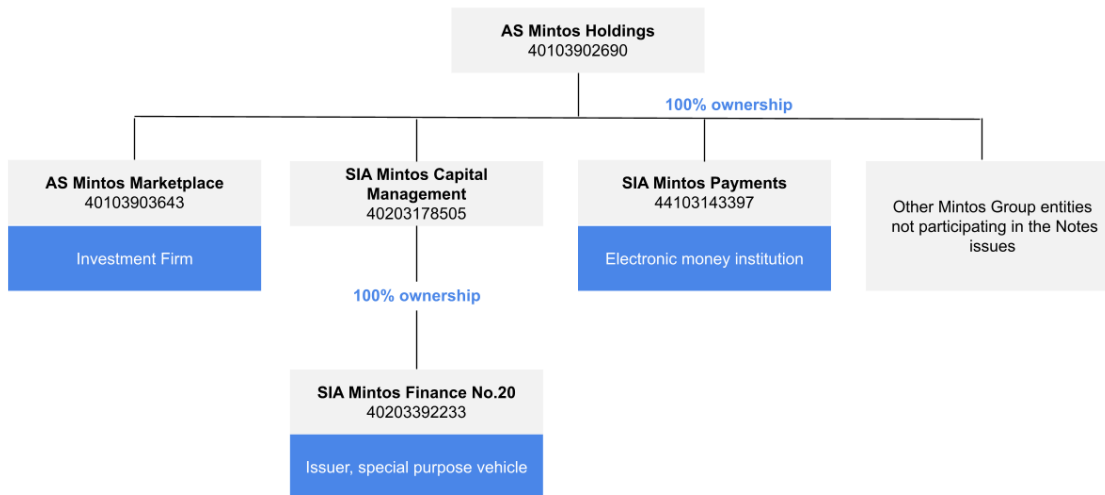 AS Mintos Holdings
40103902690
100% ownership
AS Mintos Marketplace
40103903643
Investment Firm
SIA Mintos Capital
Management
40203178505
SIA Mintos Payments
44103143397
Electronic money institution
Other Mintos Group entities
not participating in the Notes
issues
100% ownership
SIA Mintos Finance No.20
40203392233
Issuer, special purpose vehicle